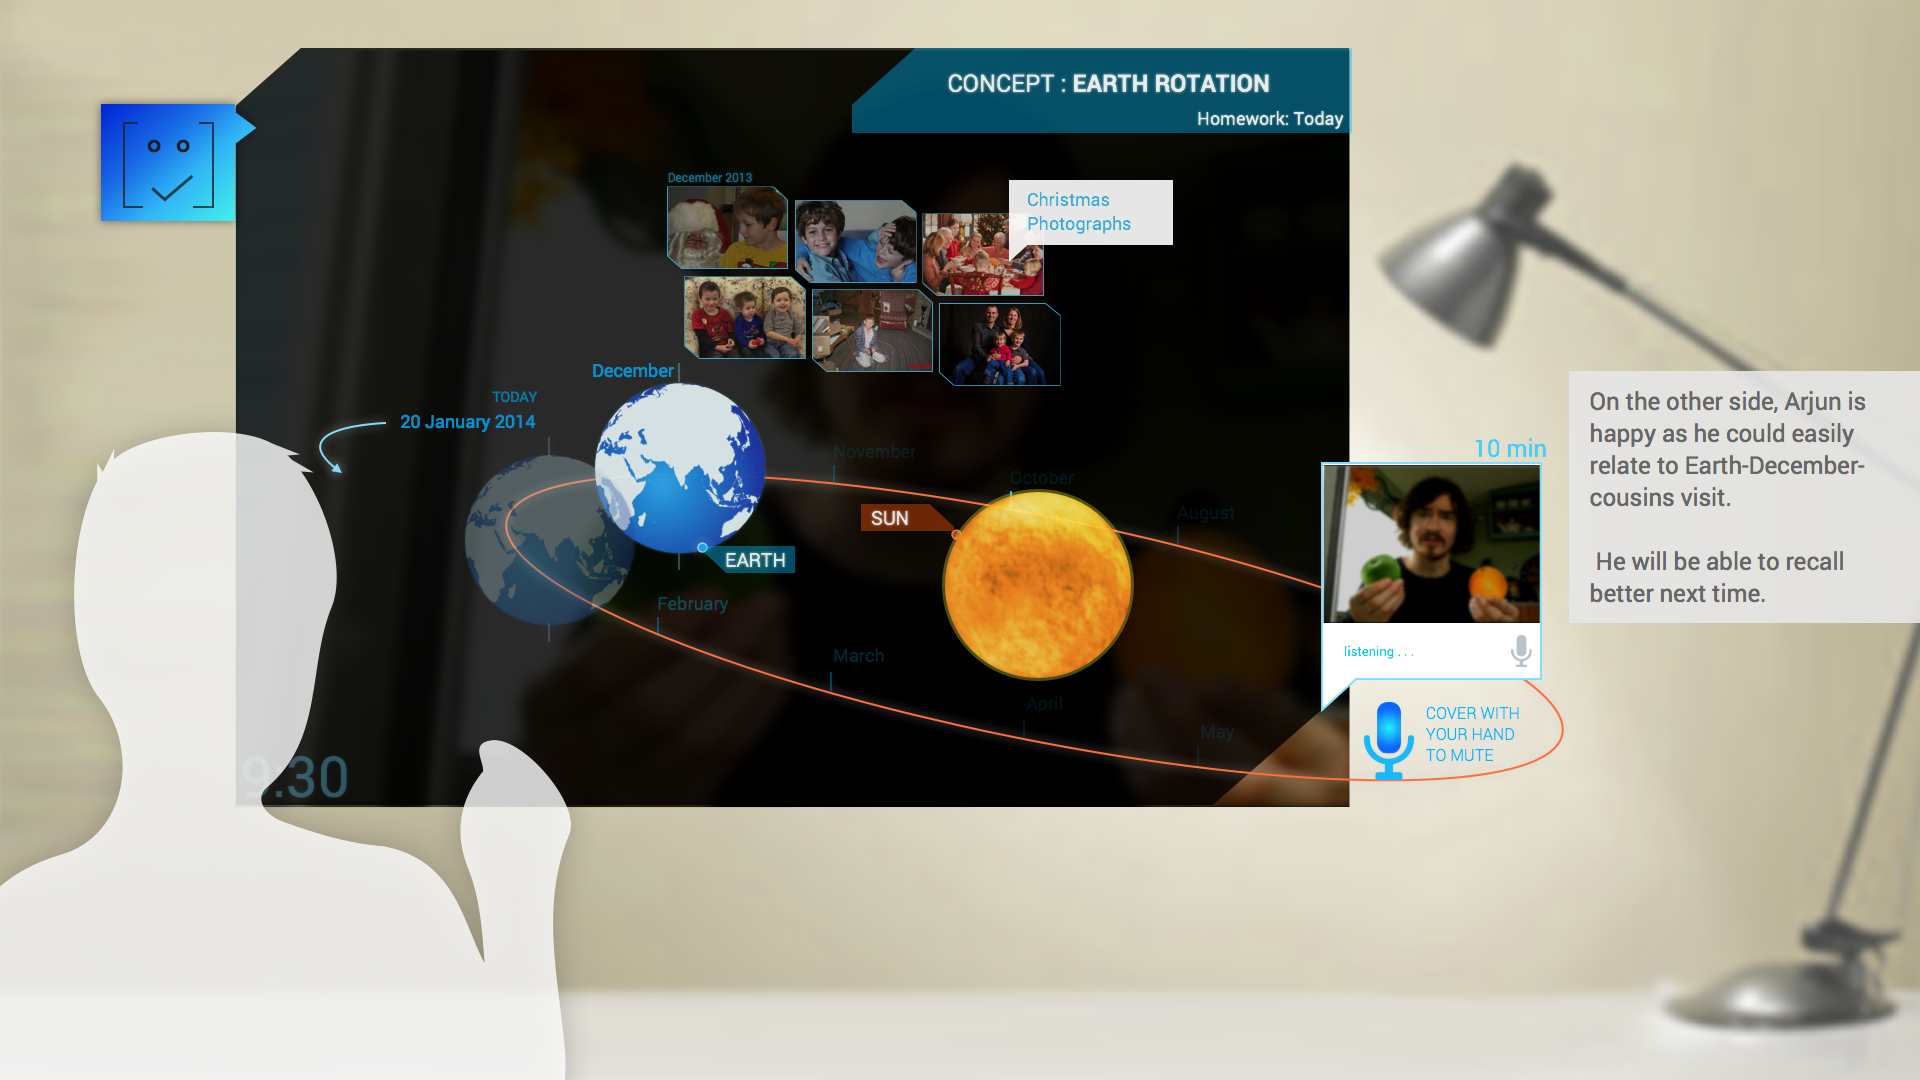 CONCEPT : EARTH ROTATION
Homework: Today
December 2013
Christmas
Photographs
December
TODAY
20 January 2014
November
October
August
SUN
EARTH
February
March
April
May
9:30
10 min
listening . . .
COVER WITH
YOUR HAND
TO MUTE
On the other side, Arjun is
happy as he could easily
relate to Earth-December-
cousins visit.
He will be able to recall
better next time.